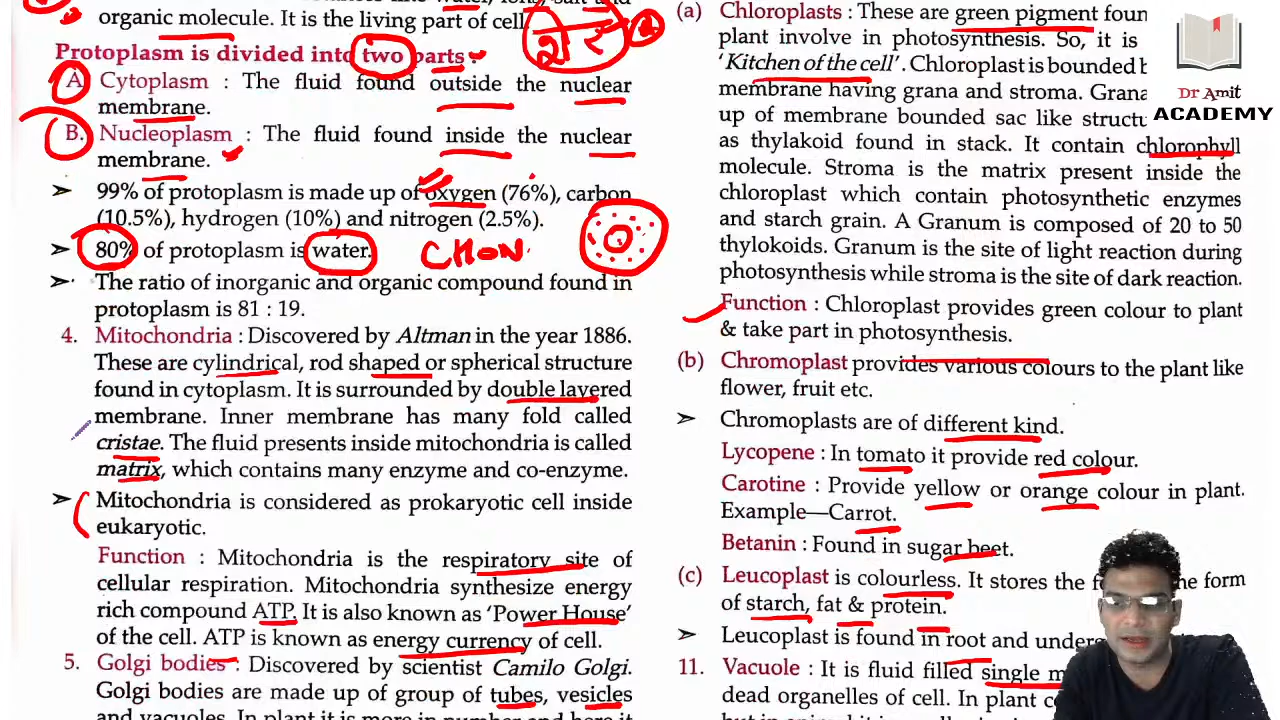 organic molecule. It is the living part of cell.
Protoplasm is divided into two parts :
A. Cytoplasm : The fluid found outside the nuclear
membrane.
B. Nucleoplasm : The fluid found inside the nuclear
membrane.
➢ 99% of protoplasm is made up of oxygen (76%), carbon
(10.5%), hydrogen (10%) and nitrogen (2.5%).
➢ 80% of protoplasm is water. CHON
➢ The ratio of inorganic and organic compound found in
protoplasm is 81 : 19.
4. Mitochondria : Discovered by Altman in the year 1886.
These are cylindrical, rod shaped or spherical structure
found in cytoplasm. It is surrounded by double layered
membrane. Inner membrane has many fold called
cristae. The fluid presents inside mitochondria is called
matrix, which contains many enzyme and co-enzyme.
➢ Mitochondria is considered as prokaryotic cell inside
eukaryotic.
Function : Mitochondria is the respiratory site of
cellular respiration. Mitochondria synthesize energy
rich compound ATP. It is also known as 'Power House'
of the cell. ATP is known as energy currency of cell.
5. Golgi bodies : Discovered by scientist Camilo Golgi.
Golgi bodies are made up of group of tubes, vesicles
and vacuoles. In plant it is more in number and here it
(a) Chloroplasts : These are green pigment foun
plant involve in photosynthesis. So, it is
'Kitchen of the cell'. Chloroplast is bounded b
membrane having grana and stroma. Grana
up of membrane bounded sac like structu
as thylakoid found in stack. It contain chlorophyll
molecule. Stroma is the matrix present inside the
chloroplast which contain photosynthetic enzymes
and starch grain. A Granum is composed of 20 to 50
thylokoids. Granum is the site of light reaction during
photosynthesis while stroma is the site of dark reaction.
Function : Chloroplast provides green colour to plant
& take part in photosynthesis.
(b) Chromoplast provides various colours to the plant like
flower, fruit etc.
➢ Chromoplasts are of different kind.
Lycopene : In tomato it provide red colour.
Carotine : Provide yellow or orange colour in plant.
Example—Carrot.
Betanin : Found in sugar beet.
(c) Leucoplast is colourless. It stores the f he form
of starch, fat & protein.
➢ Leucoplast is found in root and underg
11. Vacuole : It is fluid filled single m
dead organelles of cell. In plant c
Dr Amit
ACADEMY